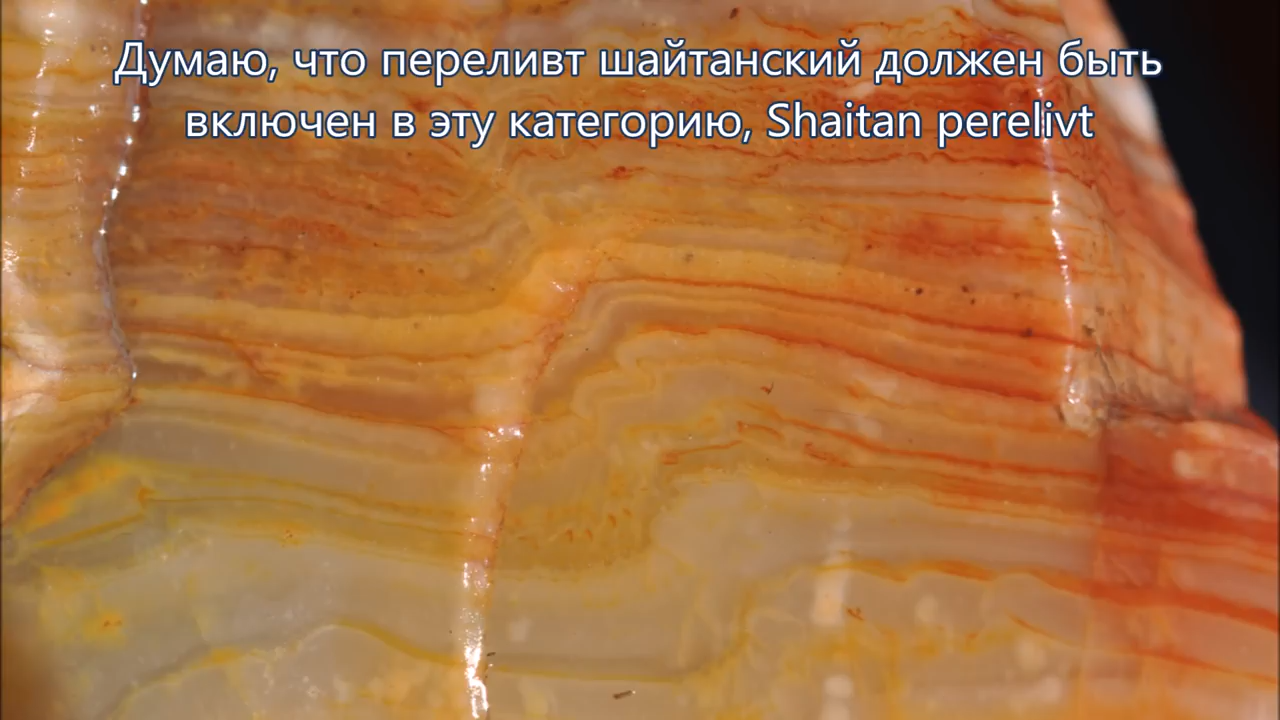 Думаю, что переливт шайтанский должен быть
включен в эту категорию, Shaitan perelivt